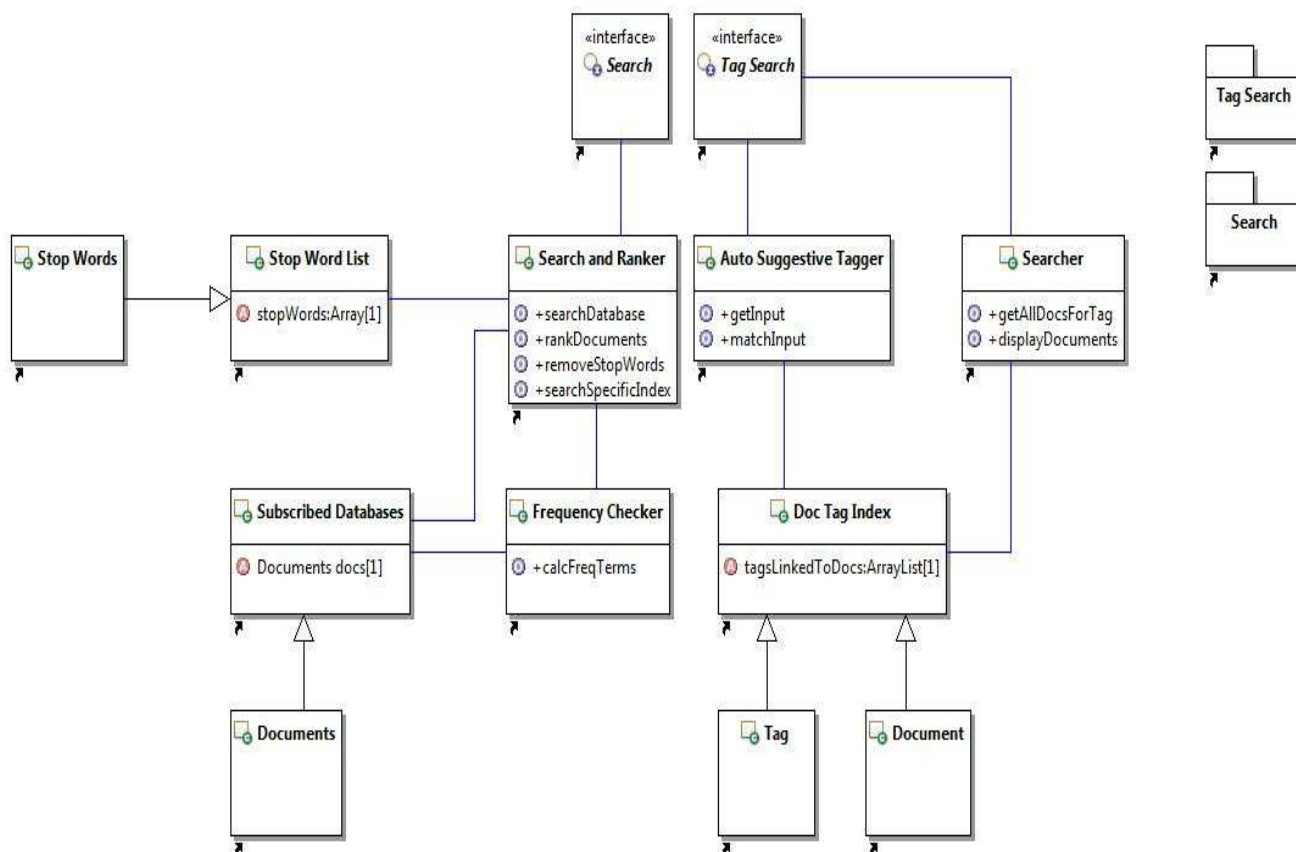 «interface»
Search
«interface»
Tag Search
Tag Search
Search
Stop Words
Stop Word List
stopWords:Array[1]
Search and Ranker
+searchDatabase
+rankDocuments
+removeStopWords
+searchSpecificIndex
Auto Suggestive Tagger
+getInput
+matchInput
Searcher
+getAllDocsForTag
+displayDocuments
Subscribed Databases
Documents docs[1]
Frequency Checker
+calcFreqTerms
Doc Tag Index
tagsLinkedToDocs:ArrayList[1]
Documents
Tag
Document